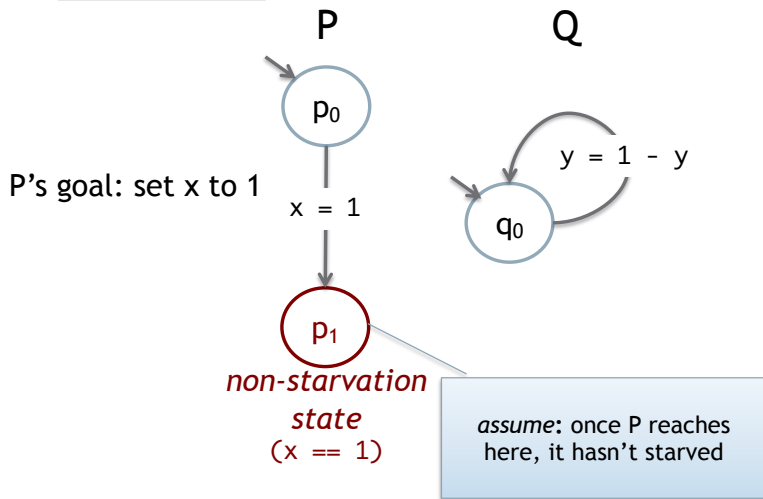 P
Q
p₀
P's goal: set x to 1
x = 1
y = 1 - y
q₀
p₁
non-starvation
state
(x == 1)
assume: once P reaches
here, it hasn't starved